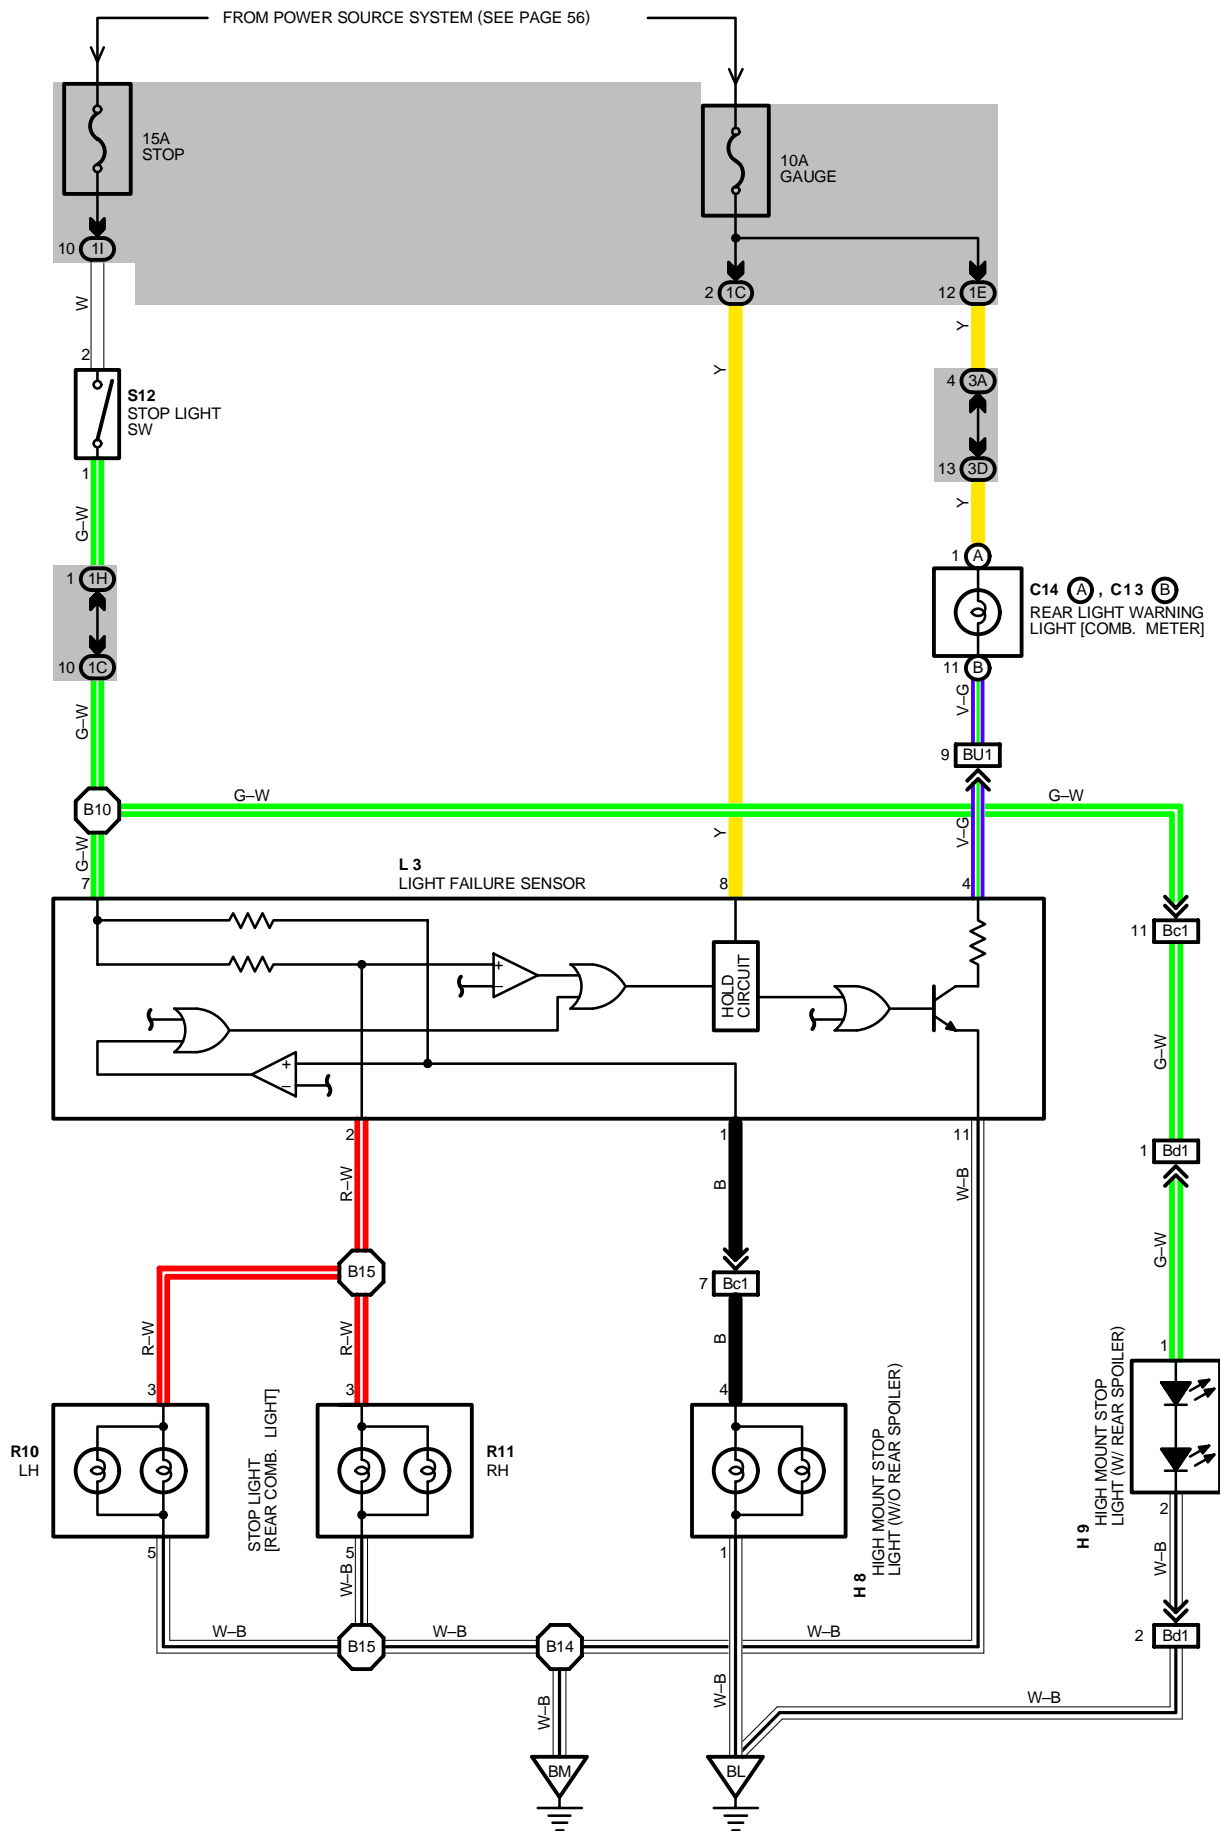 FROM POWER SOURCE SYSTEM (SEE PAGE 56)
15A
STOP
10A
GAUGE
10 1I
2 1C
12 1E
W
Y
Y
2
S12
STOP LIGHT
SW
1
4 3A
13 3D
G–W
Y
1 1H
10 1C
1 A
C14 A , C13 B
REAR LIGHT WARNING
LIGHT [COMB. METER]
11 B
G–W
V–G
9 BU1
B10
G–W
G–W
G–W
Y
V–G
L 3
LIGHT FAILURE SENSOR
7
8
4
11 Bc1
+
–
HOLD
CIRCUIT
+
–
G–W
2
1
11
1 Bd1
R–W
B
W–B
G–W
B15
7 Bc1
R–W
R–W
B
3
3
4
1
R10
LH
STOP LIGHT
[REAR COMB. LIGHT]
R11
RH
H 8
HIGH MOUNT STOP
LIGHT (W/O REAR SPOILER)
H 9
HIGH MOUNT STOP
LIGHT (W/ REAR SPOILER)
5
5
1
2
W–B
W–B
W–B
B15
W–B
B14
W–B
2 Bd1
W–B
W–B
W–B
BM
BL